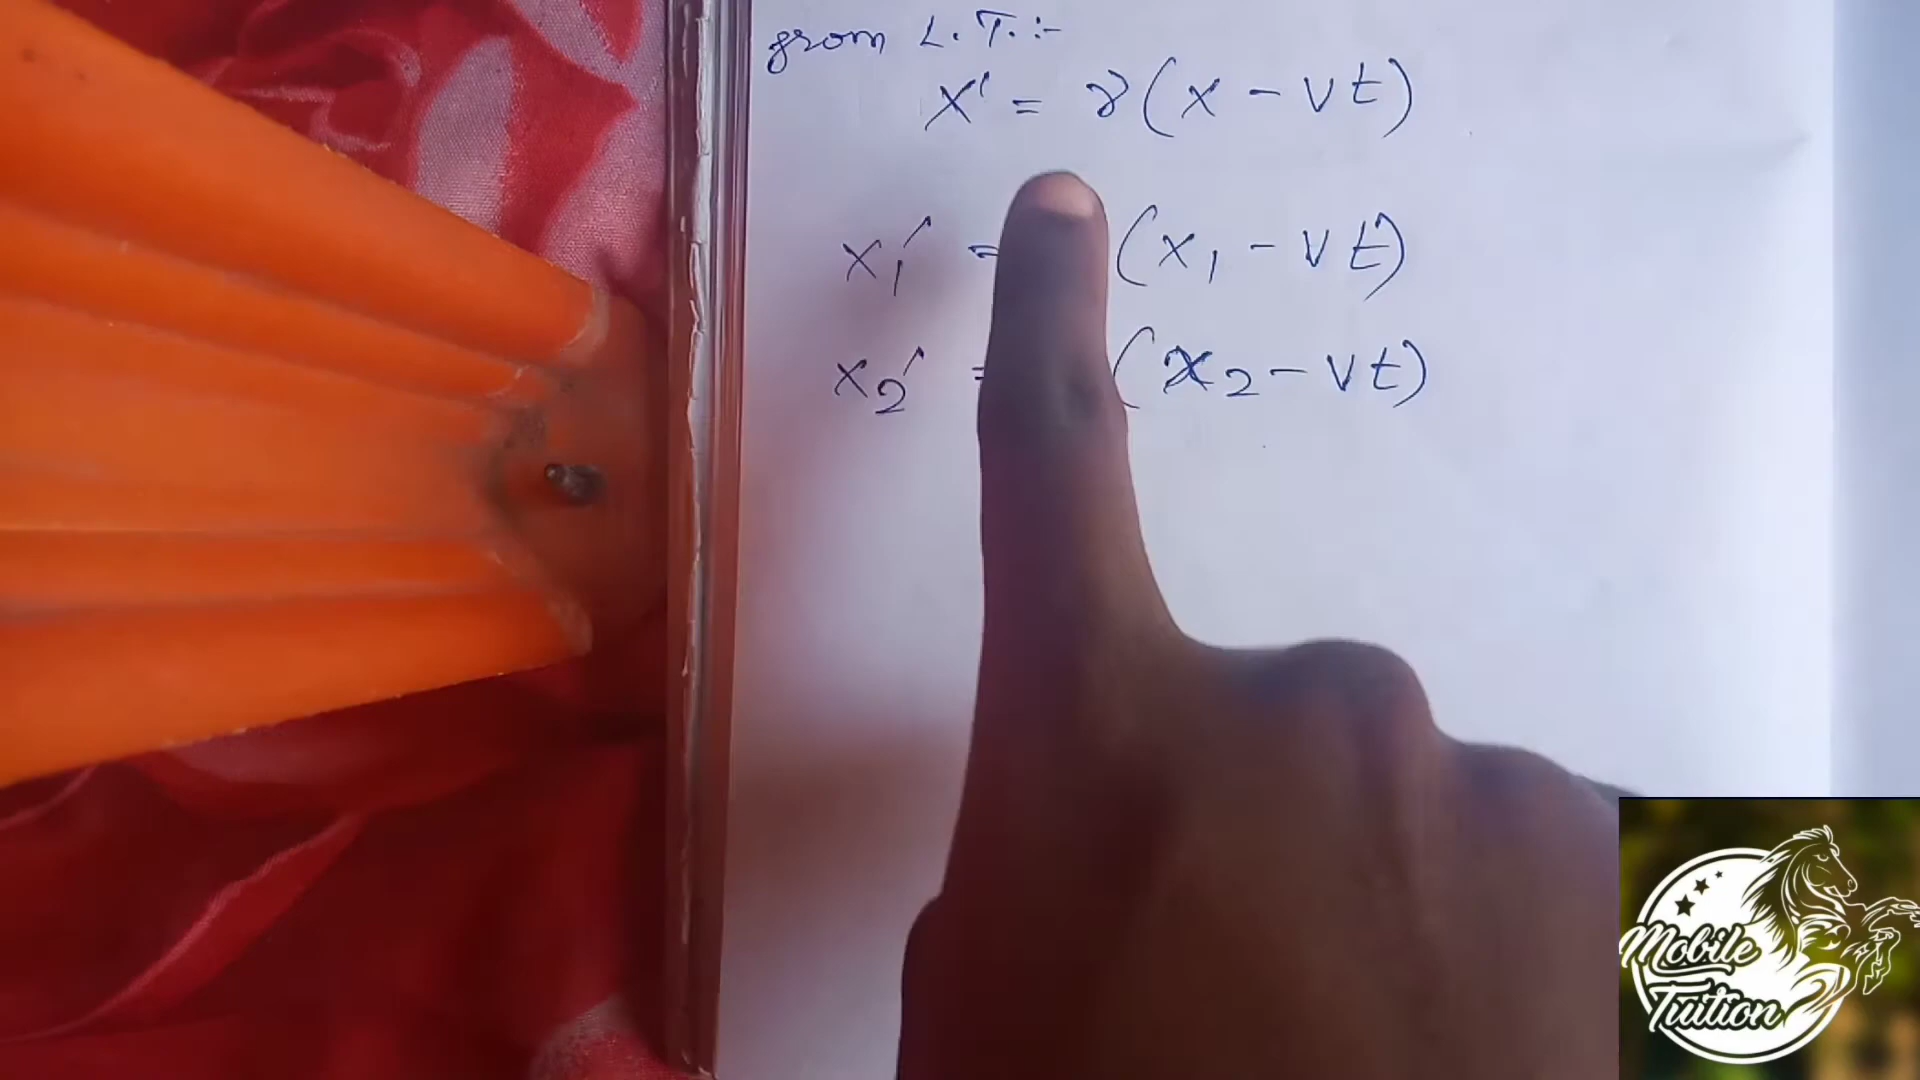 from L.T. :-
x' = γ(x - vt)
x₁' = (x₁ - vt)
x₂' = (x₂ - vt)
Mobile
Tuition